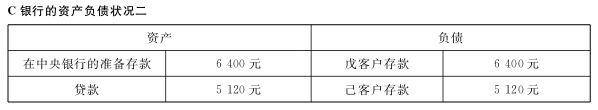 C 银行的资产负债状况二
资产 负债
在中央银行的准备存款 6 400 元 戊客户存款 6 400 元
贷款 5 120 元 己客户存款 5 120 元